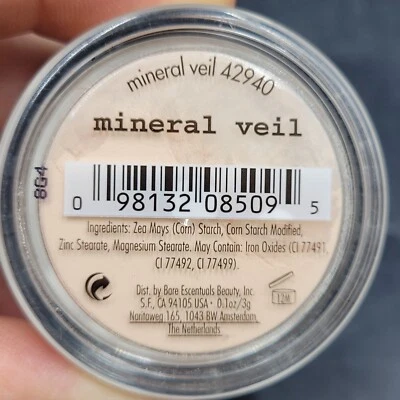 mineral veil 42940
mineral veil
8G4
0 98132 08509 5
Ingredients: Zea Mays (Corn) Starch, Corn Starch Modified,
Zinc Stearate, Magnesium Stearate. May Contain: Iron Oxides (CI 77491,
CI 77492, CI 77499).
Dist. by Bare Escentuals Beauty, Inc.
S.F., CA 94105 USA • 0.1oz/3g
Naritaweg 165, 1043 BW Amsterdam,
The Netherlands
12M